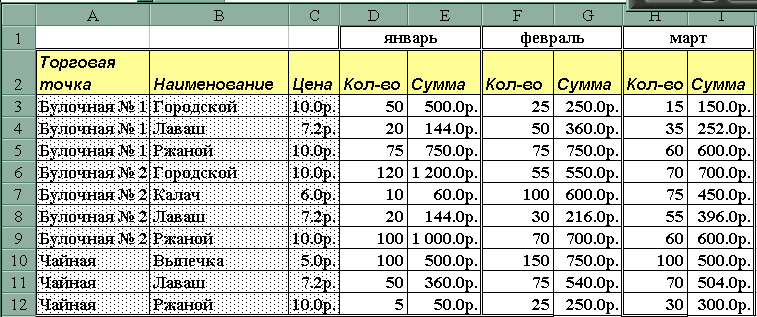 A B C D E F G H I
1 январь февраль март
2 Торговая точка Наименование Цена Кол-во Сумма Кол-во Сумма Кол-во Сумма
3 Булочная № 1 Городской 10.0р. 50 500.0р. 25 250.0р. 15 150.0р.
4 Булочная № 1 Лаваш 7.2р. 20 144.0р. 50 360.0р. 35 252.0р.
5 Булочная № 1 Ржаной 10.0р. 75 750.0р. 75 750.0р. 60 600.0р.
6 Булочная № 2 Городской 10.0р. 120 1 200.0р. 55 550.0р. 70 700.0р.
7 Булочная № 2 Калач 6.0р. 10 60.0р. 100 600.0р. 75 450.0р.
8 Булочная № 2 Лаваш 7.2р. 20 144.0р. 30 216.0р. 55 396.0р.
9 Булочная № 2 Ржаной 10.0р. 100 1 000.0р. 70 700.0р. 60 600.0р.
10 Чайная Выпечка 5.0р. 100 500.0р. 150 750.0р. 100 500.0р.
11 Чайная Лаваш 7.2р. 50 360.0р. 75 540.0р. 70 504.0р.
12 Чайная Ржаной 10.0р. 5 50.0р. 25 250.0р. 30 300.0р.